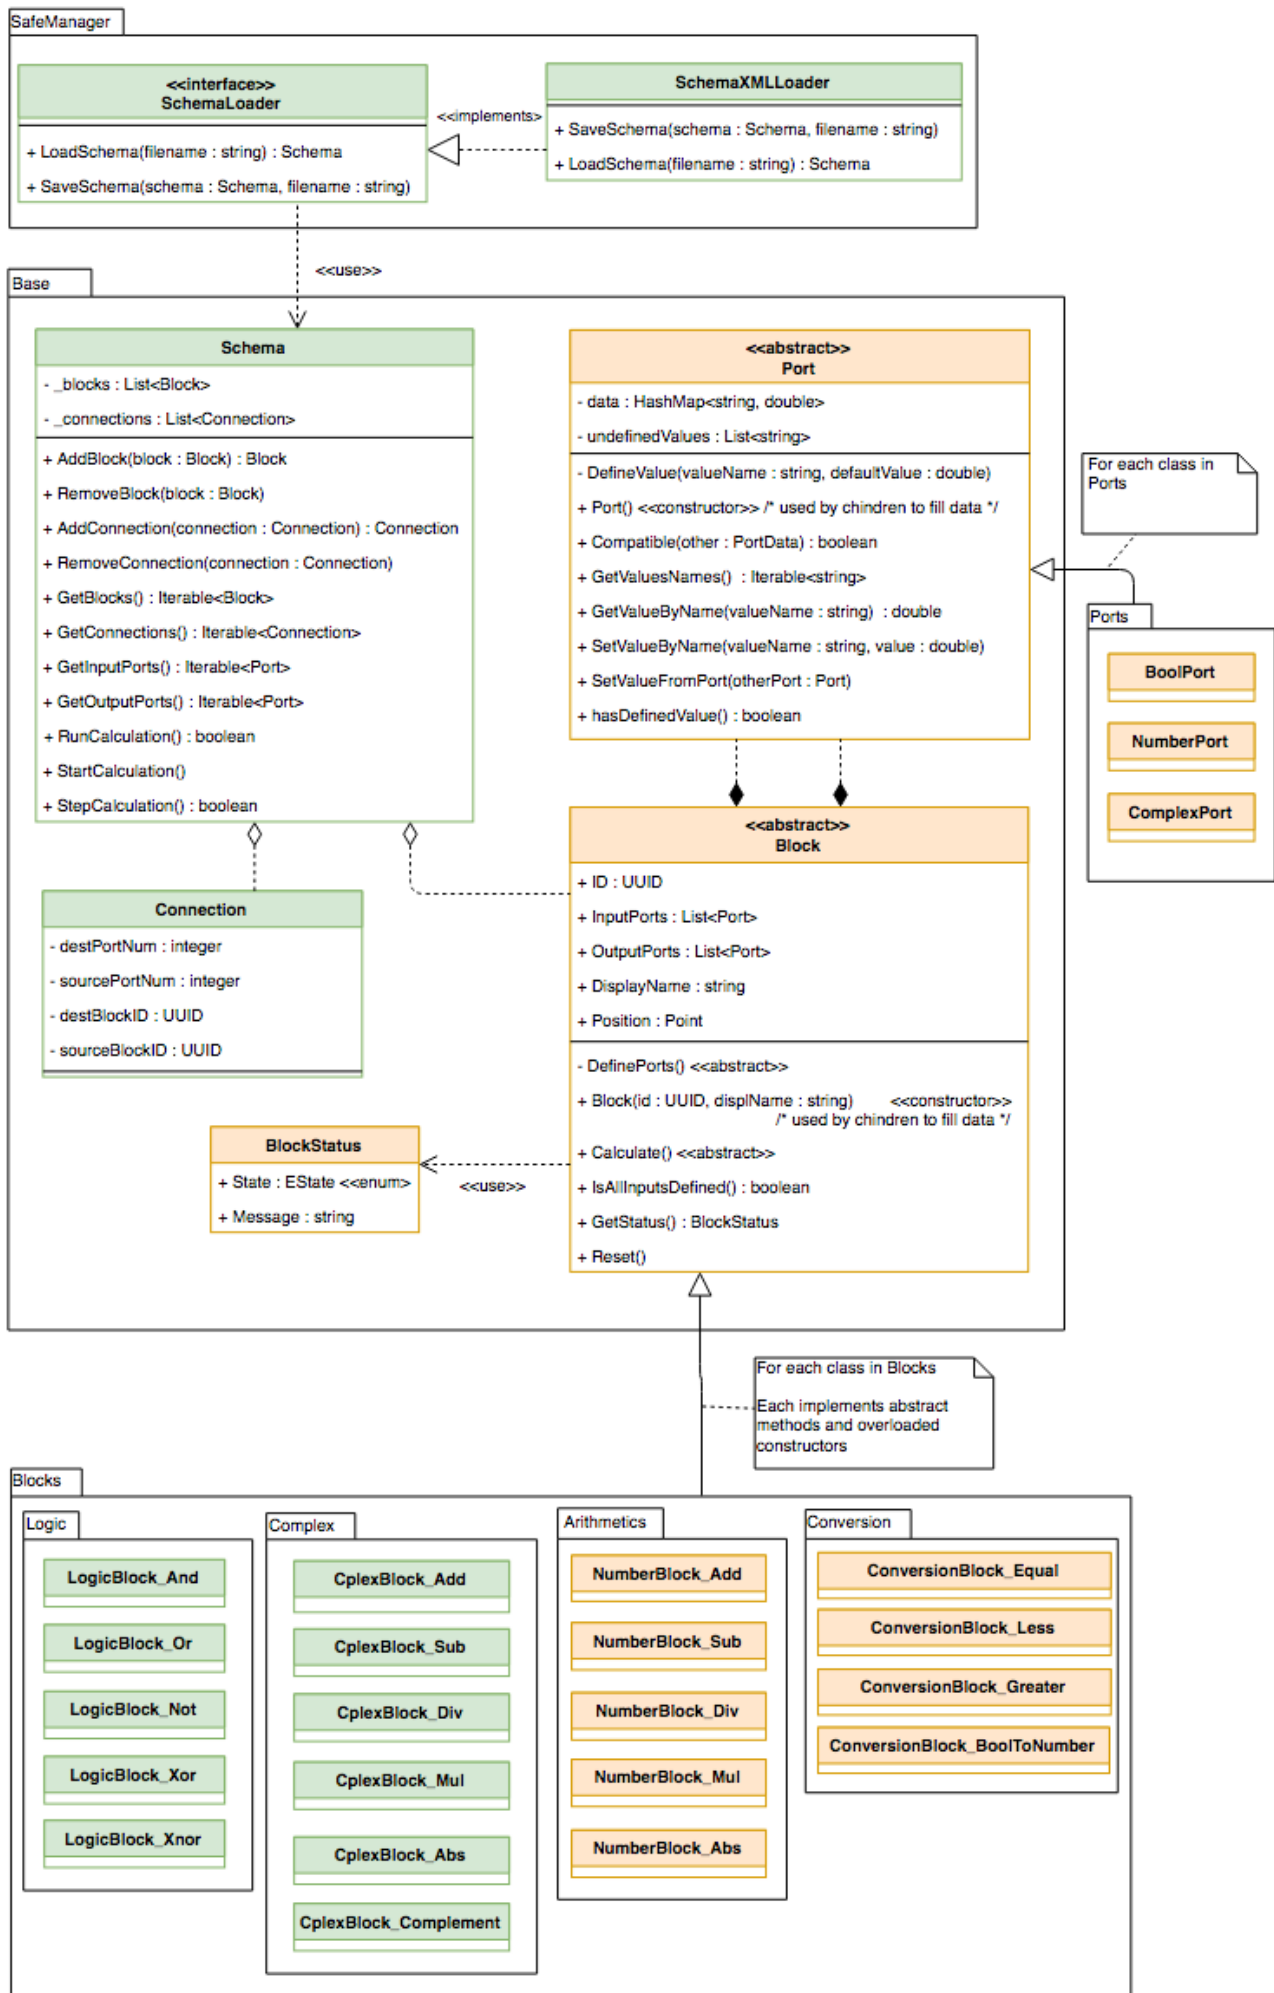 SafeManager
<<interface>>
SchemaLoader
+ LoadSchema(filename : string) : Schema
+ SaveSchema(schema : Schema, filename : string)
<<implements>
SchemaXMLLoader
+ SaveSchema(schema : Schema, filename : string)
+ LoadSchema(filename : string) : Schema
<<use>>
Base
Schema
- _blocks : List<Block>
- _connections : List<Connection>
+ AddBlock(block : Block) : Block
+ RemoveBlock(block : Block)
+ AddConnection(connection : Connection) : Connection
+ RemoveConnection(connection : Connection)
+ GetBlocks() : Iterable<Block>
+ GetConnections() : Iterable<Connection>
+ GetInputPorts() : Iterable<Port>
+ GetOutputPorts() : Iterable<Port>
+ RunCalculation() : boolean
+ StartCalculation()
+ StepCalculation() : boolean
<<abstract>>
Port
- data : HashMap<string, double>
- undefinedValues : List<string>
- DefineValue(valueName : string, defaultValue : double)
+ Port() <<constructor>> /* used by chindren to fill data */
+ Compatible(other : PortData) : boolean
+ GetValuesNames() : Iterable<string>
+ GetValueByName(valueName : string) : double
+ SetValueByName(valueName : string, value : double)
+ SetValueFromPort(otherPort : Port)
+ hasDefinedValue() : boolean
For each class in
Ports
Ports
BoolPort
NumberPort
ComplexPort
Connection
- destPortNum : integer
- sourcePortNum : integer
- destBlockID : UUID
- sourceBlockID : UUID
<<abstract>>
Block
+ ID : UUID
+ InputPorts : List<Port>
+ OutputPorts : List<Port>
+ DisplayName : string
+ Position : Point
- DefinePorts() <<abstract>>
+ Block(id : UUID, displName : string) <<constructor>>
/* used by chindren to fill data */
+ Calculate() <<abstract>>
+ IsAllInputsDefined() : boolean
+ GetStatus() : BlockStatus
+ Reset()
BlockStatus
+ State : EState <<enum>
+ Message : string
<<use>>
For each class in Blocks
Each implements abstract
methods and overloaded
constructors
Blocks
Logic
LogicBlock_And
LogicBlock_Or
LogicBlock_Not
LogicBlock_Xor
LogicBlock_Xnor
Complex
CplexBlock_Add
CplexBlock_Sub
CplexBlock_Div
CplexBlock_Mul
CplexBlock_Abs
CplexBlock_Complement
Arithmetics
NumberBlock_Add
NumberBlock_Sub
NumberBlock_Div
NumberBlock_Mul
NumberBlock_Abs
Conversion
ConversionBlock_Equal
ConversionBlock_Less
ConversionBlock_Greater
ConversionBlock_BoolToNumber